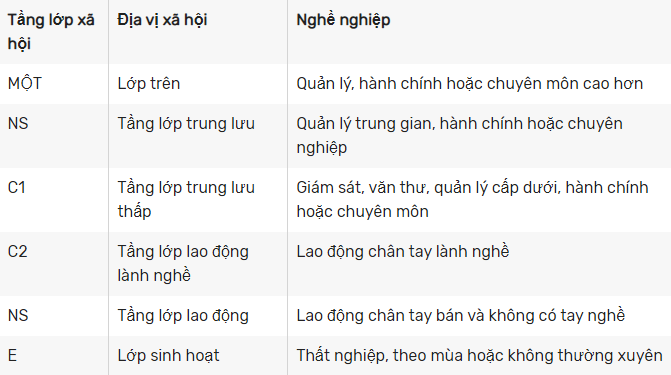 Tầng lớp xã hội | Địa vị xã hội | Nghề nghiệp
MỘT | Lớp trên | Quản lý, hành chính hoặc chuyên môn cao hơn
NS | Tầng lớp trung lưu | Quản lý trung gian, hành chính hoặc chuyên nghiệp
C1 | Tầng lớp trung lưu thấp | Giám sát, văn thư, quản lý cấp dưới, hành chính hoặc chuyên môn
C2 | Tầng lớp lao động lành nghề | Lao động chân tay lành nghề
NS | Tầng lớp lao động | Lao động chân tay bán và không có tay nghề
E | Lớp sinh hoạt | Thất nghiệp, theo mùa hoặc không thường xuyên